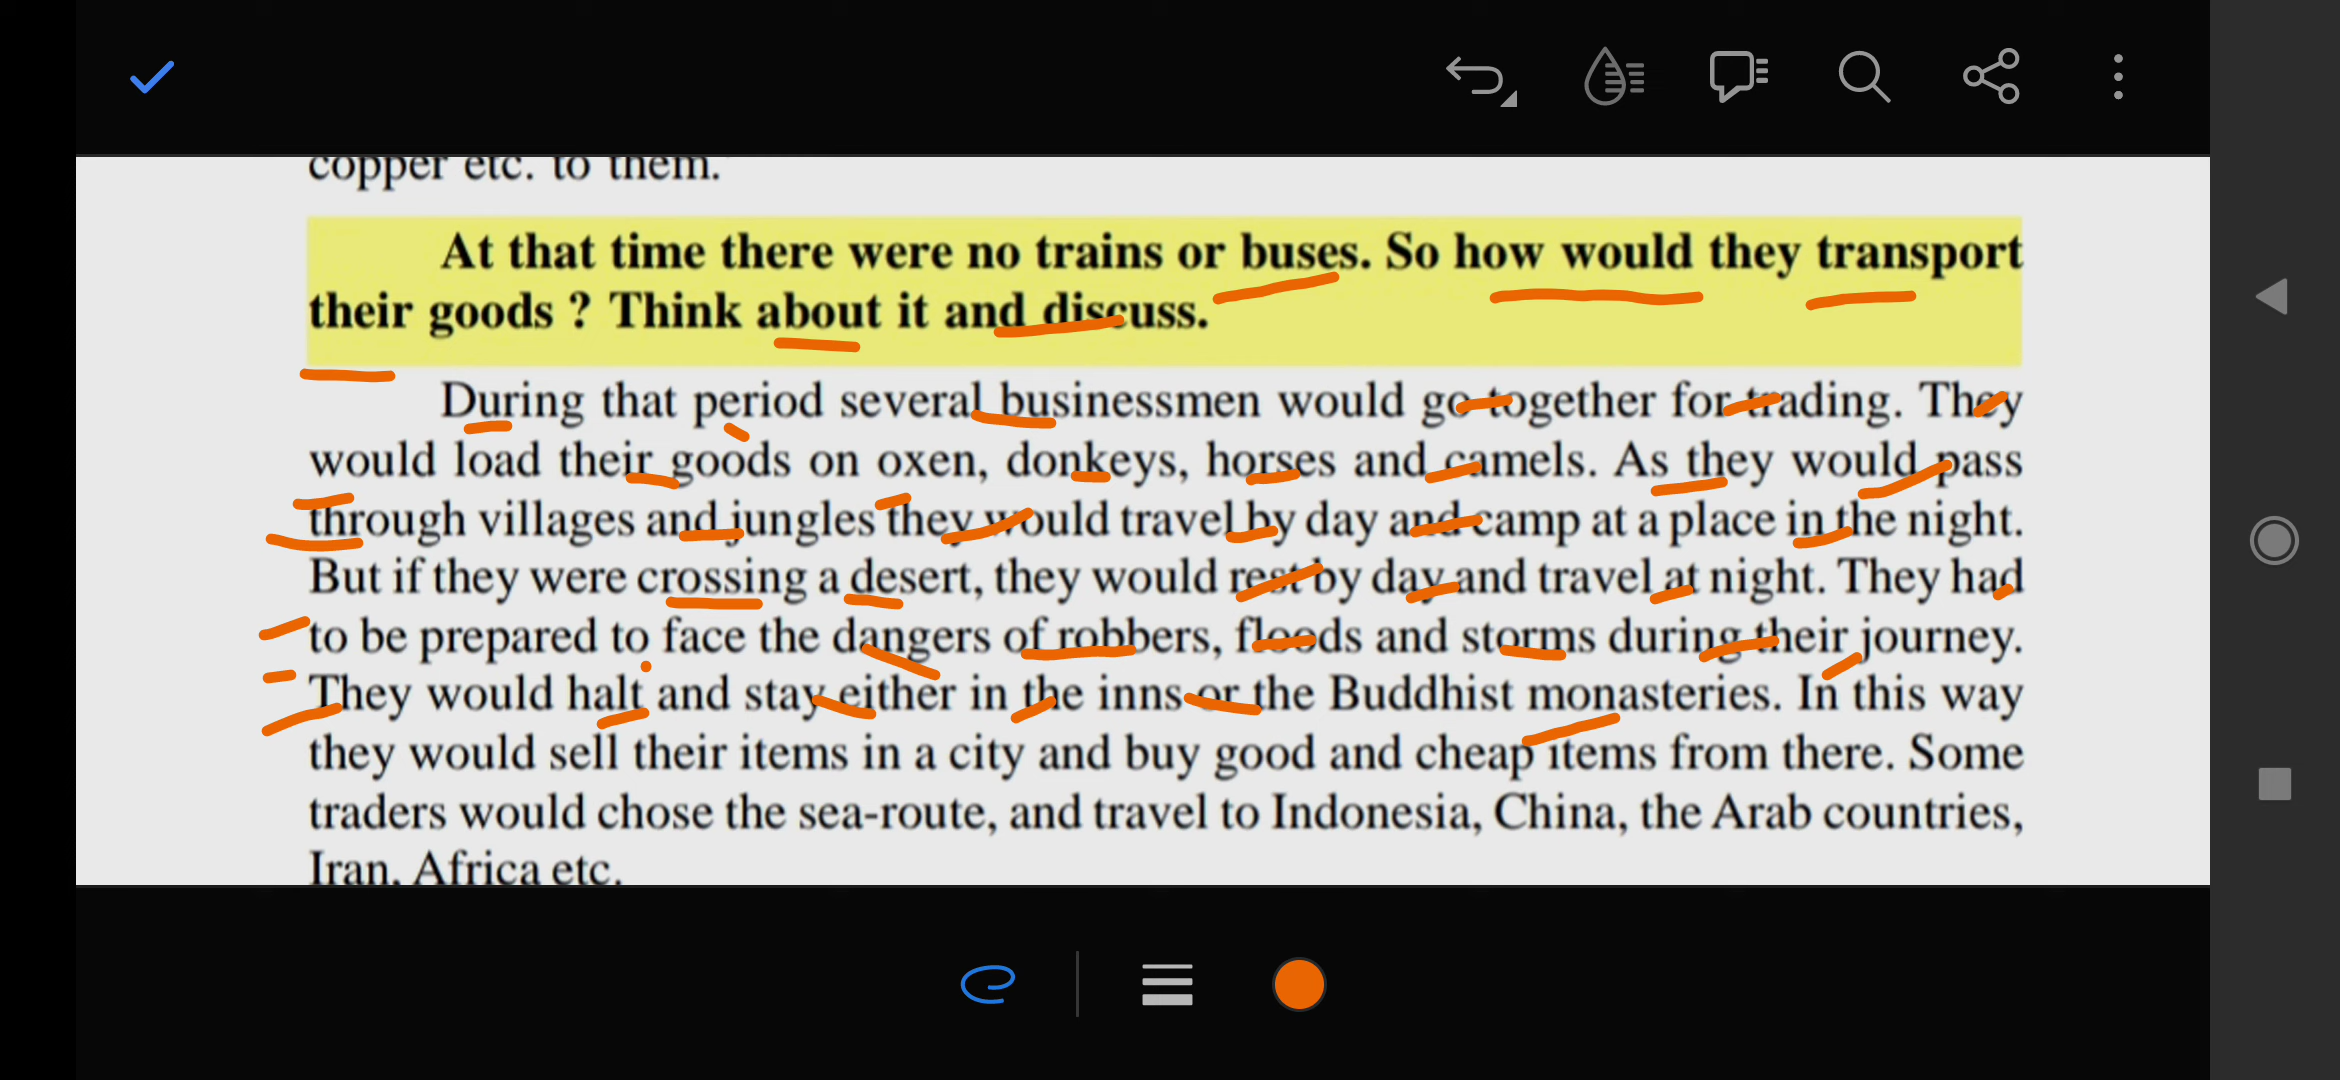 copper etc. to them.
At that time there were no trains or buses. So how would they transport
their goods ? Think about it and discuss.
During that period several businessmen would go together for trading. They
would load their goods on oxen, donkeys, horses and camels. As they would pass
through villages and jungles they would travel by day and camp at a place in the night.
But if they were crossing a desert, they would rest by day and travel at night. They had
to be prepared to face the dangers of robbers, floods and storms during their journey.
They would halt and stay either in the inns or the Buddhist monasteries. In this way
they would sell their items in a city and buy good and cheap items from there. Some
traders would chose the sea-route, and travel to Indonesia, China, the Arab countries,
Iran, Africa etc.